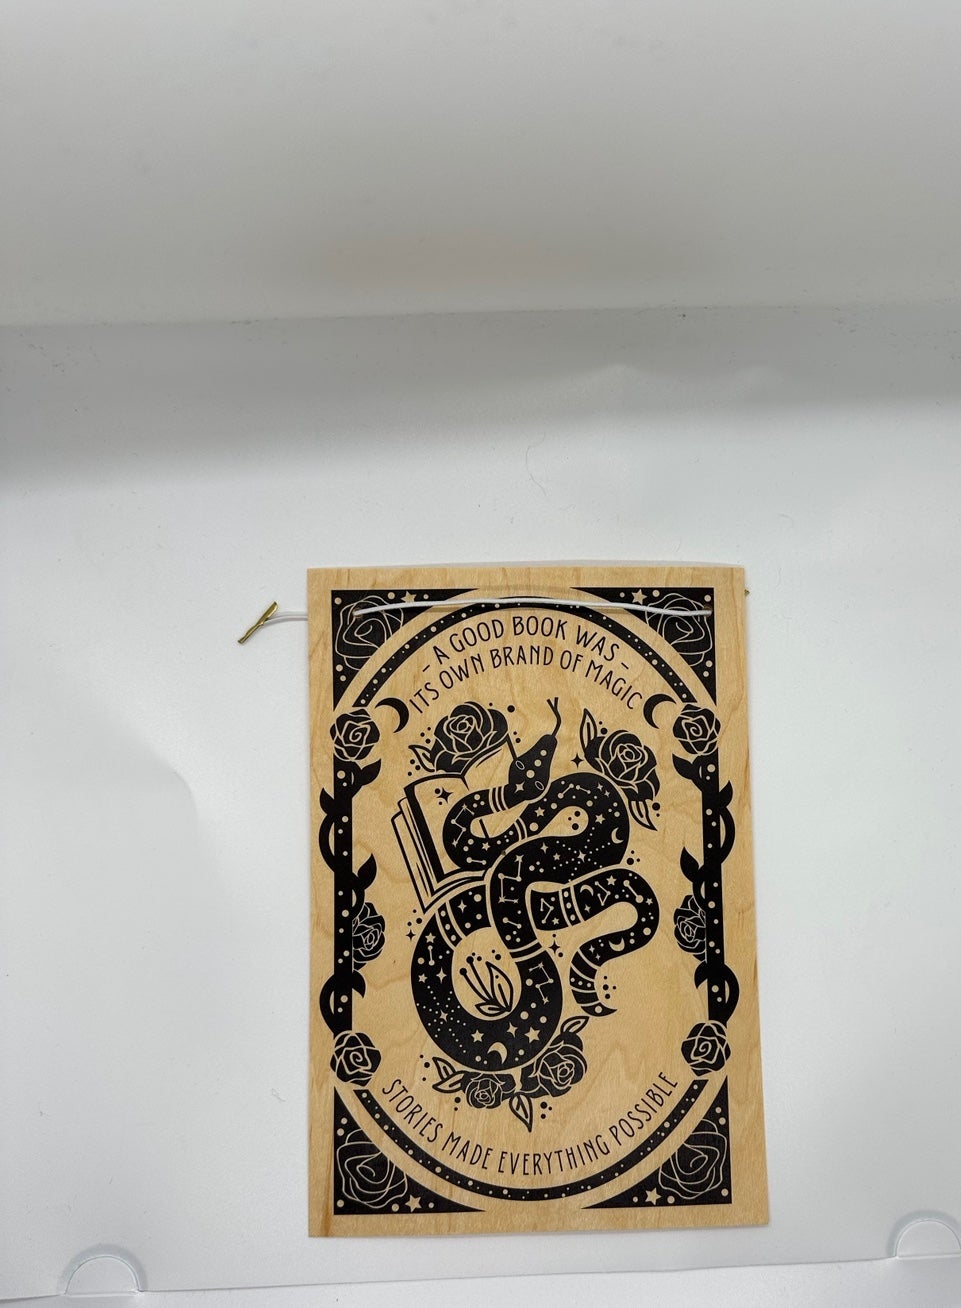 - A GOOD BOOK WAS -
ITS OWN BRAND OF MAGIC
STORIES MADE EVERYTHING POSSIBLE